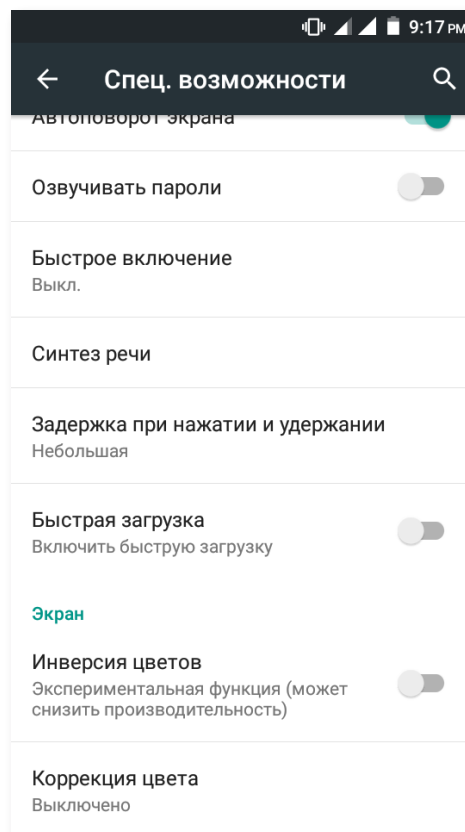 9:17 PM
Спец. возможности
Автоповорот экрана
Озвучивать пароли
Быстрое включение
Выкл.
Синтез речи
Задержка при нажатии и удержании
Небольшая
Быстрая загрузка
Включить быструю загрузку
Экран
Инверсия цветов
Экспериментальная функция (может
снизить производительность)
Коррекция цвета
Выключено